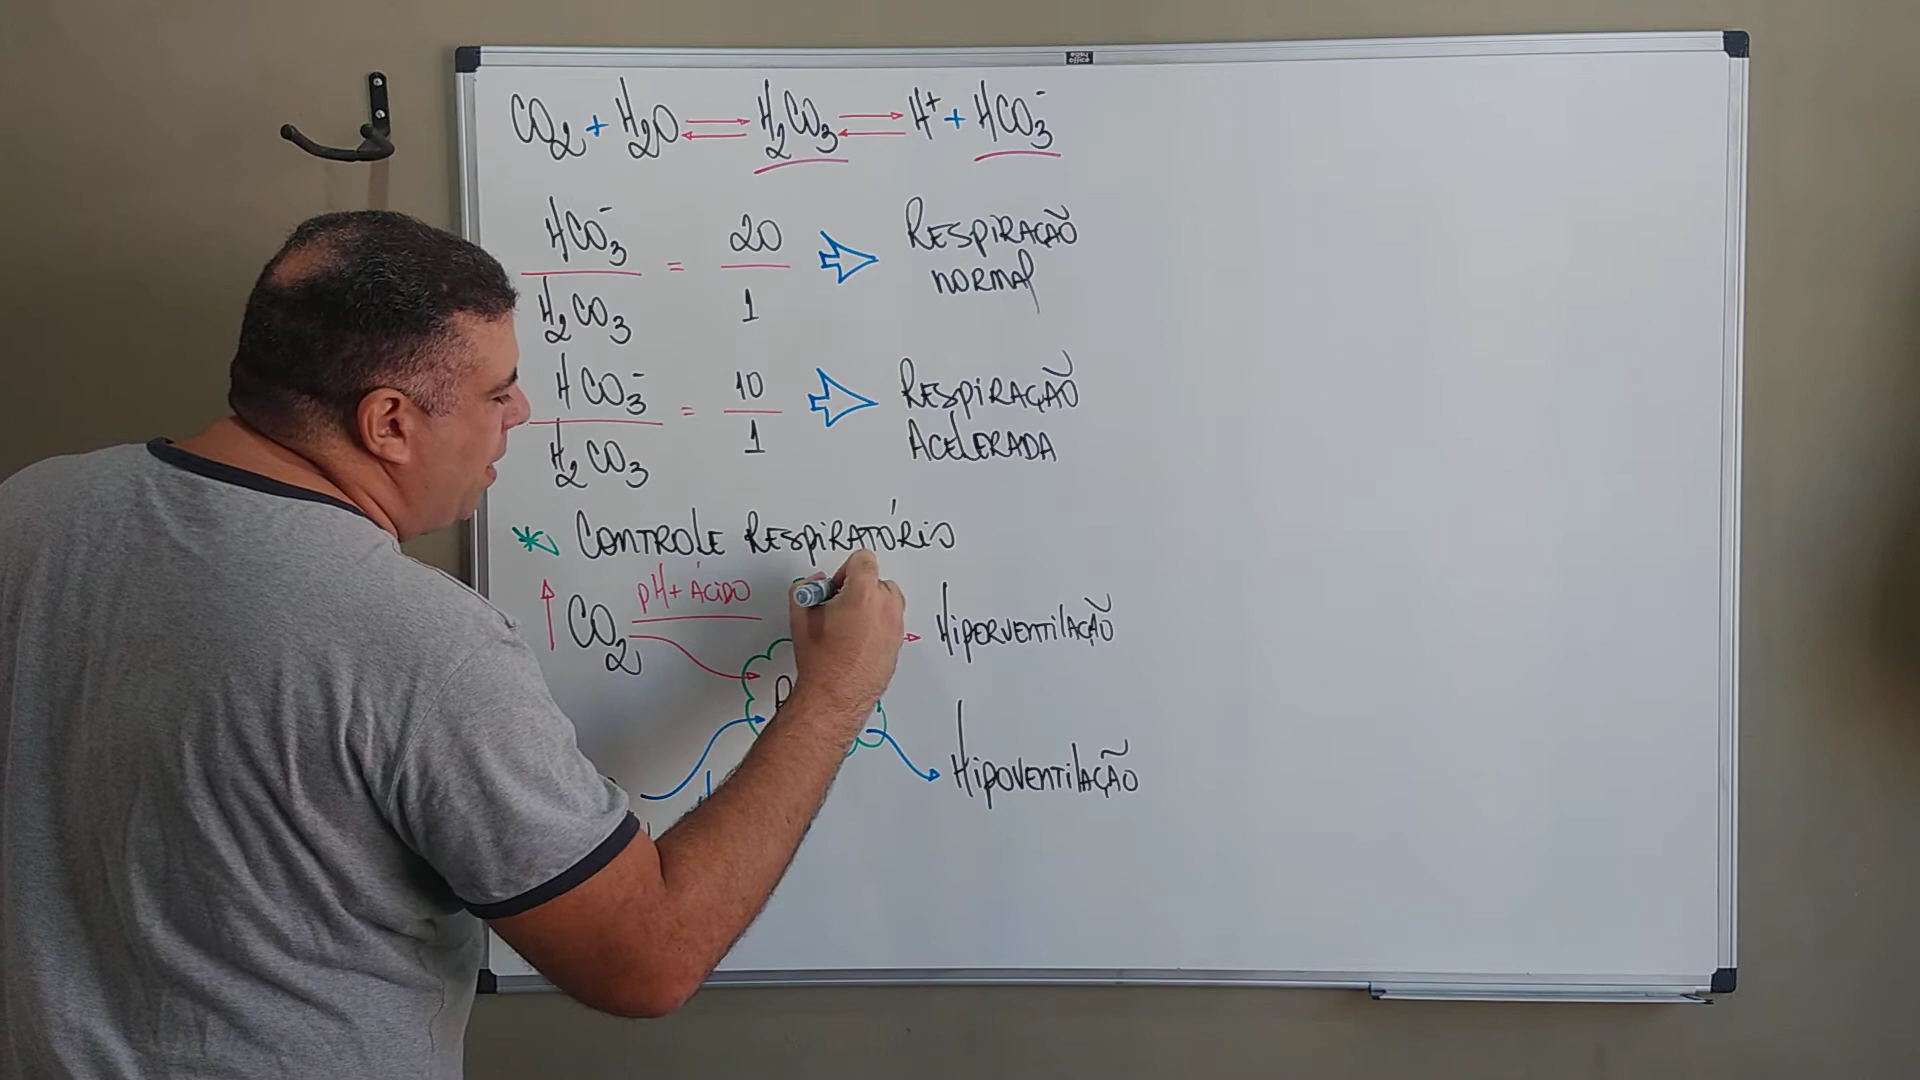 CO2 + H2O ⇌ H2CO3 ⇌ H+ + HCO3-
HCO3- / H2CO3 = 20 / 1 ⇒ RESPIRAÇÃO NORMAL
HCO3- / H2CO3 = 10 / 1 ⇒ RESPIRAÇÃO ACELERADA
* CONTROLE RESPIRATÓRIO
↑ CO2 pH + ÁCIDO → HIPERVENTILAÇÃO
HIPOVENTILAÇÃO